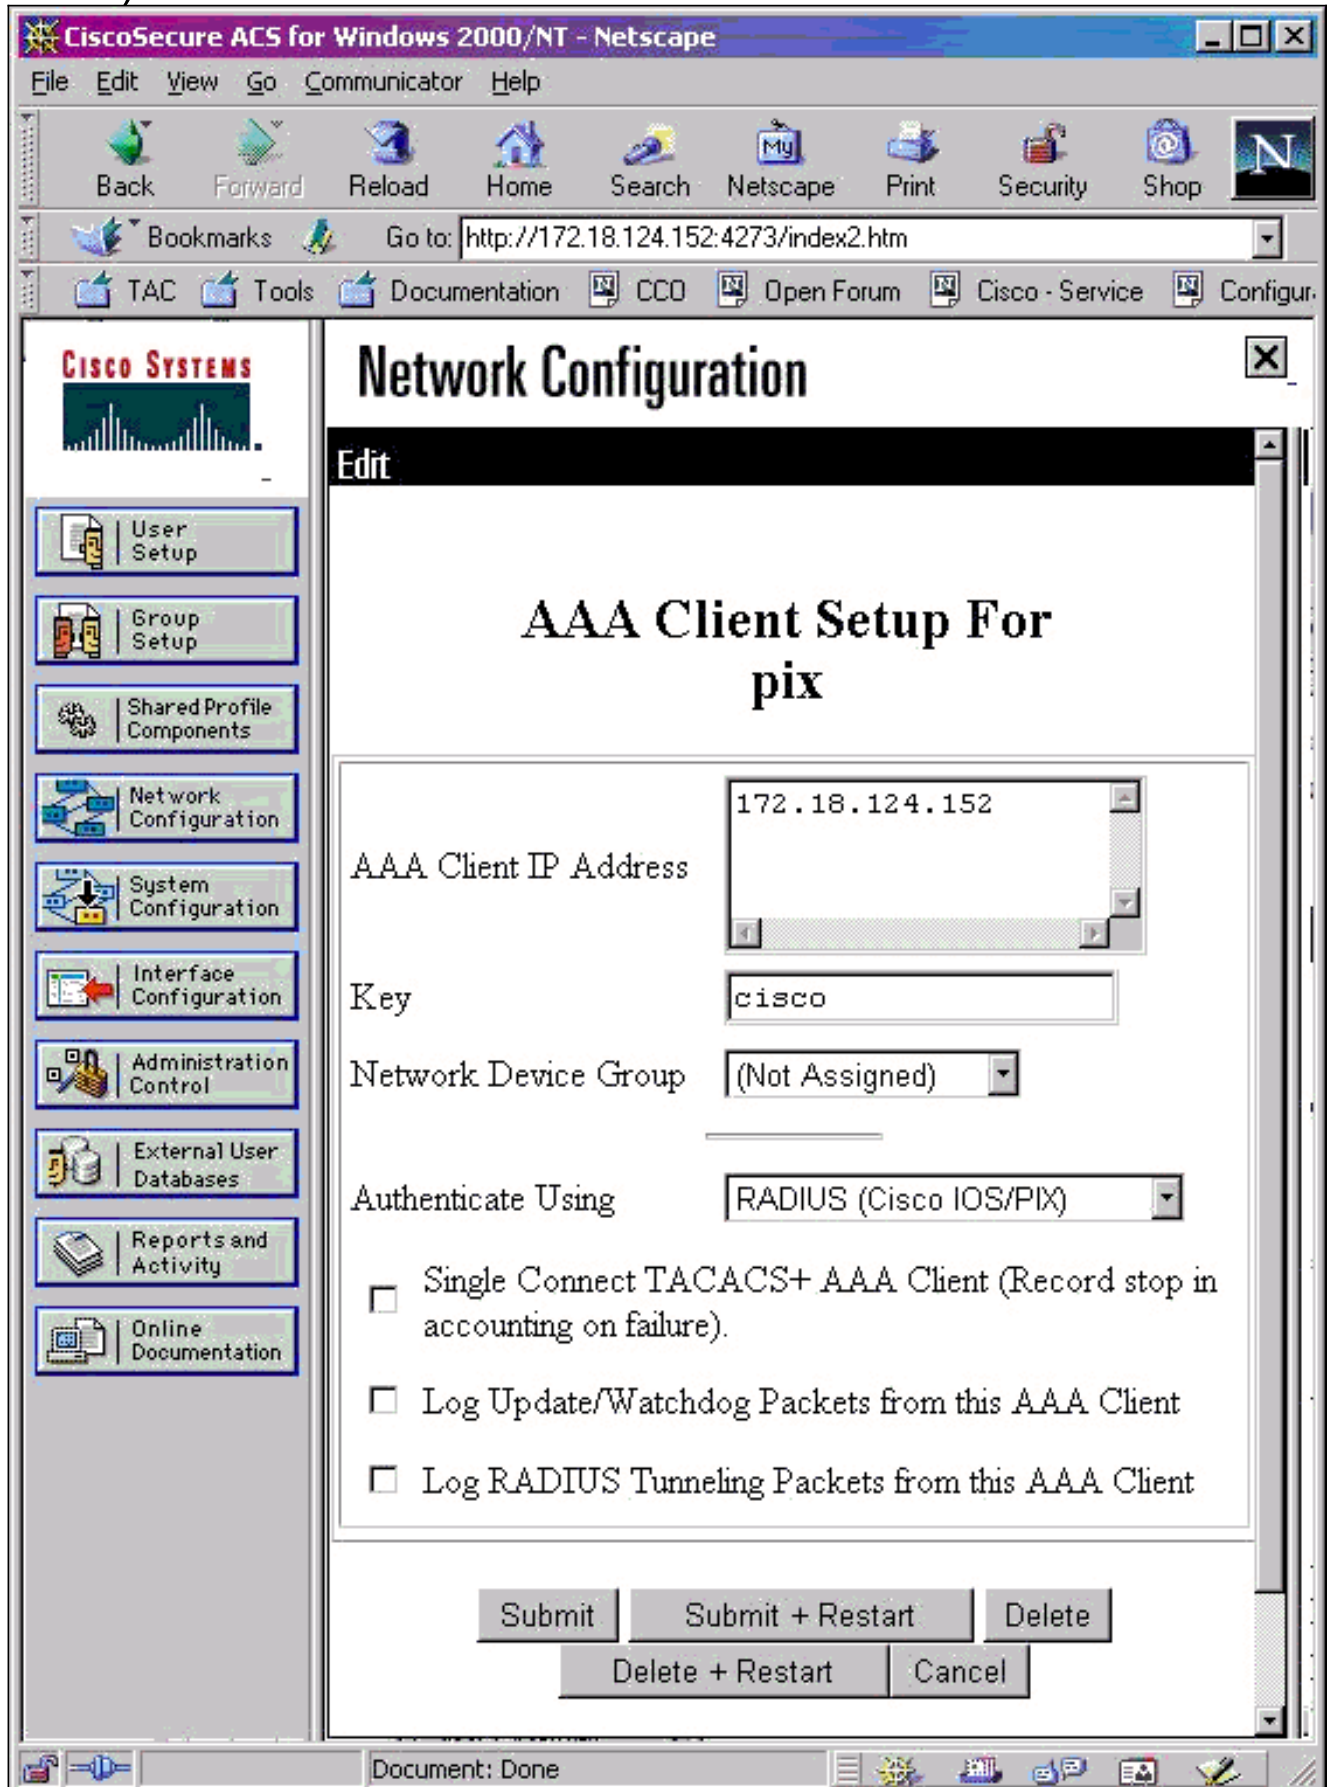 CiscoSecure ACS for Windows 2000/NT - Netscape
File Edit View Go Communicator Help
Back Forward Reload Home Search Netscape Print Security Shop
My
N
Bookmarks Go to: http://172.18.124.152:4273/index2.htm
TAC Tools Documentation CCO Open Forum Cisco - Service Configur
CISCO SYSTEMS
Network Configuration
Edit
User
Setup
Group
Setup
Shared Profile
Components
Network
Configuration
System
Configuration
Interface
Configuration
Administration
Control
External User
Databases
Reports and
Activity
Online
Documentation
AAA Client Setup For
pix
AAA Client IP Address 172.18.124.152
Key cisco
Network Device Group (Not Assigned)
Authenticate Using RADIUS (Cisco IOS/PIX)
Single Connect TACACS+ AAA Client (Record stop in
accounting on failure).
Log Update/Watchdog Packets from this AAA Client
Log RADIUS Tunneling Packets from this AAA Client
Submit Submit + Restart Delete
Delete + Restart Cancel
Document: Done